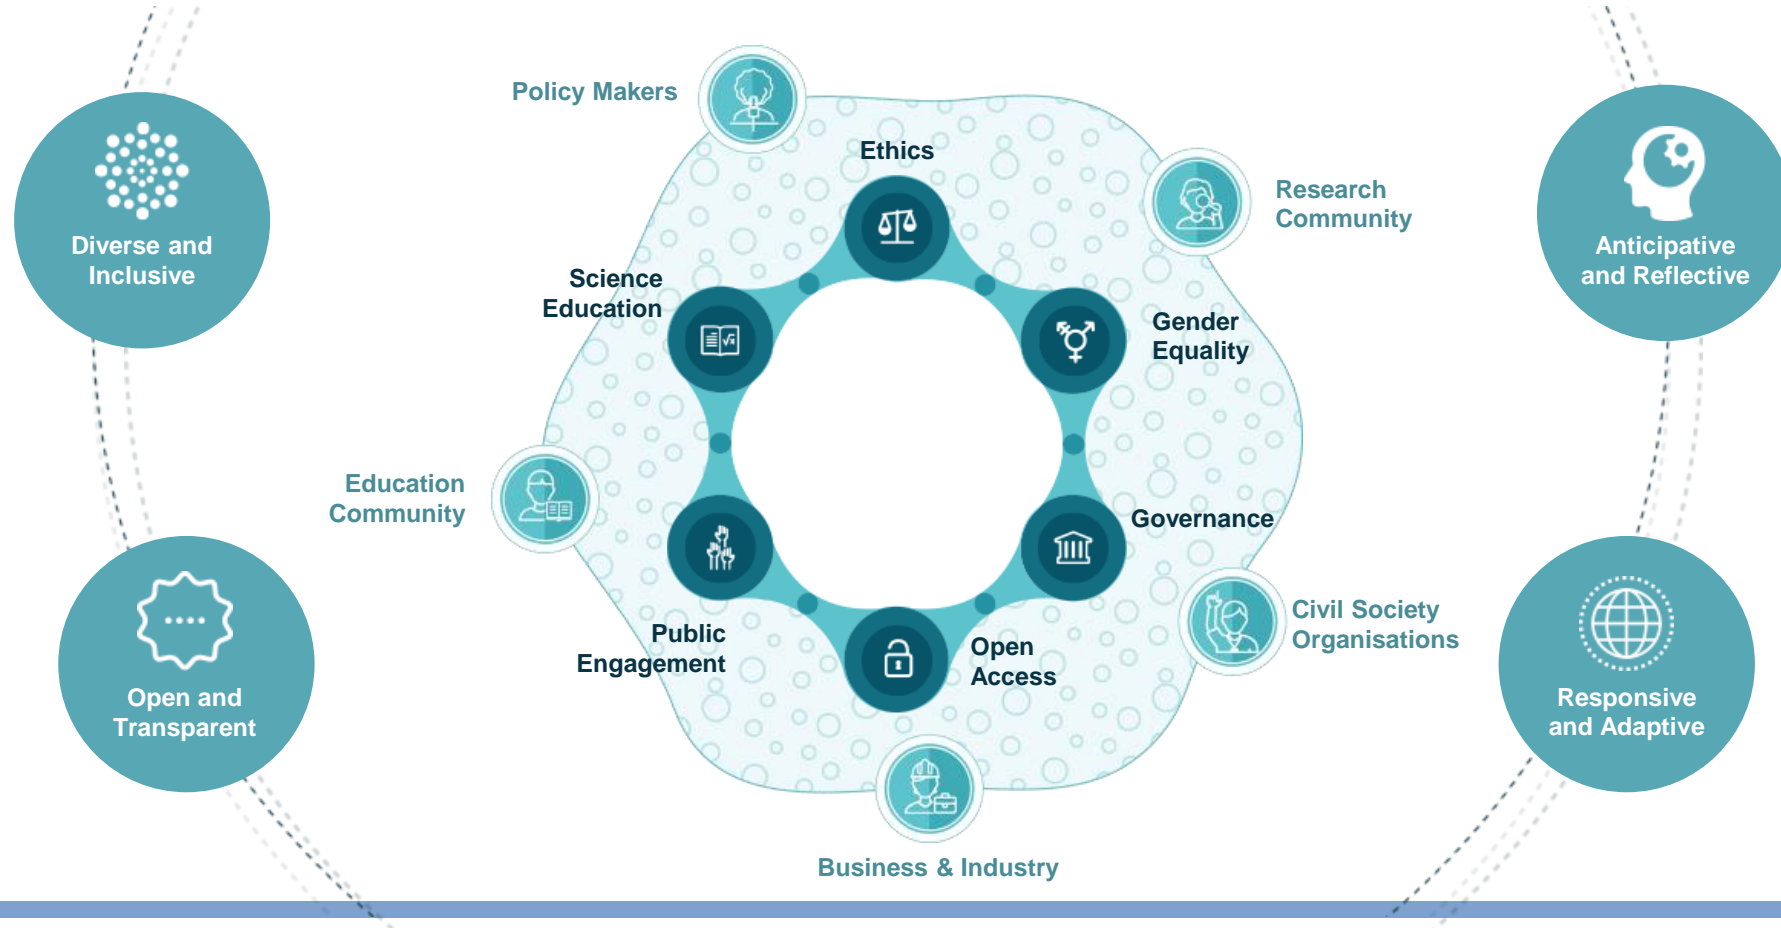 Policy Makers
Ethics
Research
Community
Diverse and
Inclusive
Anticipative
and Reflective
Science
Education
Gender
Equality
Education
Community
Governance
Civil Society
Organisations
Public
Engagement
Open
Access
Open and
Transparent
Responsive
and Adaptive
Business & Industry